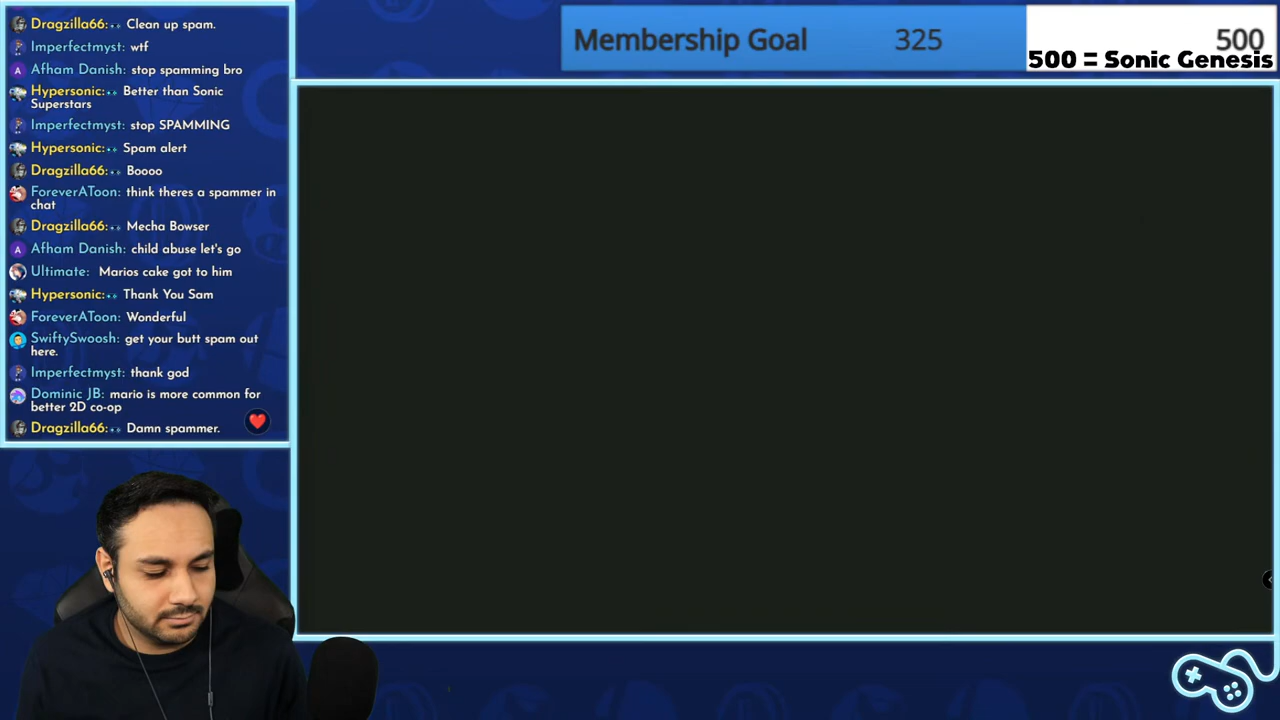 Dragzilla66: Clean up spam.
Imperfectmyst: wtf
A Afham Danish: stop spamming bro
Hypersonic: Better than Sonic
Superstars
Imperfectmyst: stop SPAMMING
Hypersonic: Spam alert
Dragzilla66: Boooo
ForeverAToon: think theres a spammer in
chat
Dragzilla66: Mecha Bowser
A Afham Danish: child abuse let's go
Ultimate: Marios cake got to him
Hypersonic: Thank You Sam
ForeverAToon: Wonderful
SwiftySwoosh: get your butt spam out
here.
Imperfectmyst: thank god
Dominic JB: mario is more common for
better 2D co-op
Dragzilla66: Damn spammer.
Membership Goal 325 500
500 = Sonic Genesis